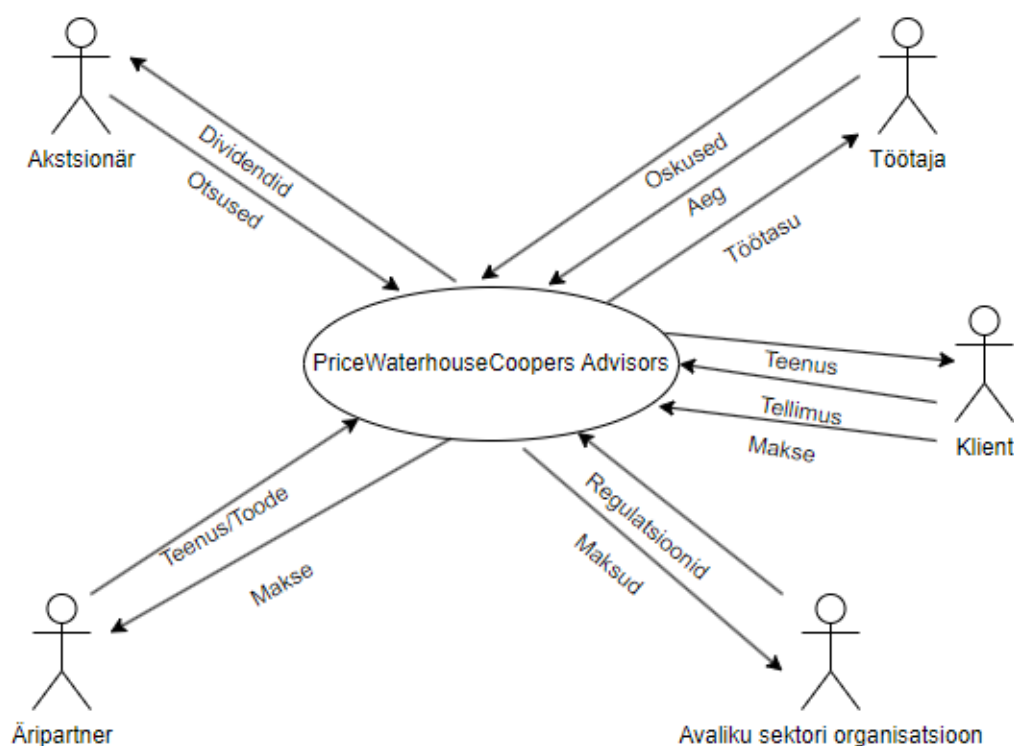 Akstsionär
Töötaja
Dividendid
Otsused
Oskused
Aeg
Töötasu
PriceWaterhouseCoopers Advisors
Teenus
Tellimus
Makse
Klient
Teenus/Toode
Makse
Regulatsioonid
Maksud
Äripartner
Avaliku sektori organisatsioon